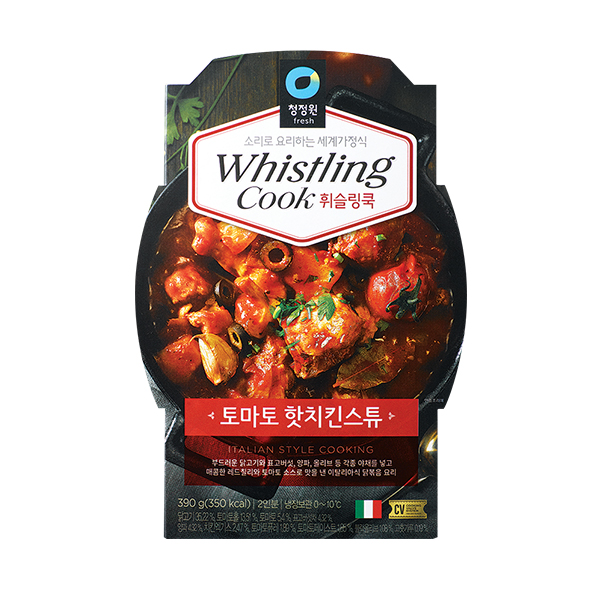 청정원
fresh
소리로 요리하는 세계가정식
Whistling
Cook 휘슬링쿡
토마토 핫치킨스튜
ITALIAN STYLE COOKING
부드러운 닭고기와 표고버섯, 양파, 올리브 등 각종 야채를 넣고
매콤한 레드칠리와 토마토 소스로 맛을 낸 이탈리아식 닭볶음 요리
390 g(350 kcal) | 2인분 | 냉장보관 0~10℃
CV